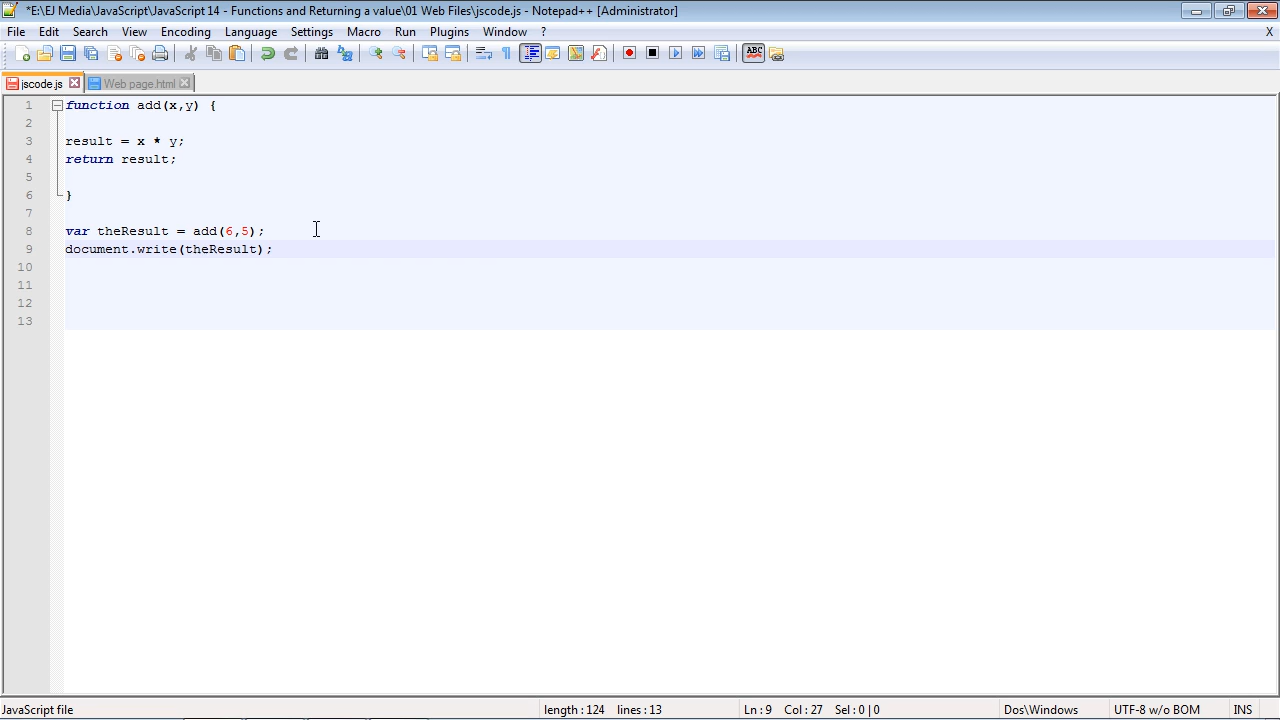 *E:\EJ Media\JavaScript\JavaScript 14 - Functions and Returning a value\01 Web Files\jscode.js - Notepad++ [Administrator]
File Edit Search View Encoding Language Settings Macro Run Plugins Window ? X
ABC
jscode.js Web page.html
1 function add(x,y) {
2
3 result = x * y;
4 return result;
5
6 }
7
8 var theResult = add(6,5);
9 document.write(theResult);
10
11
12
13
JavaScript file length : 124 lines : 13 Ln : 9 Col : 27 Sel : 0 | 0 Dos\Windows UTF-8 w/o BOM INS